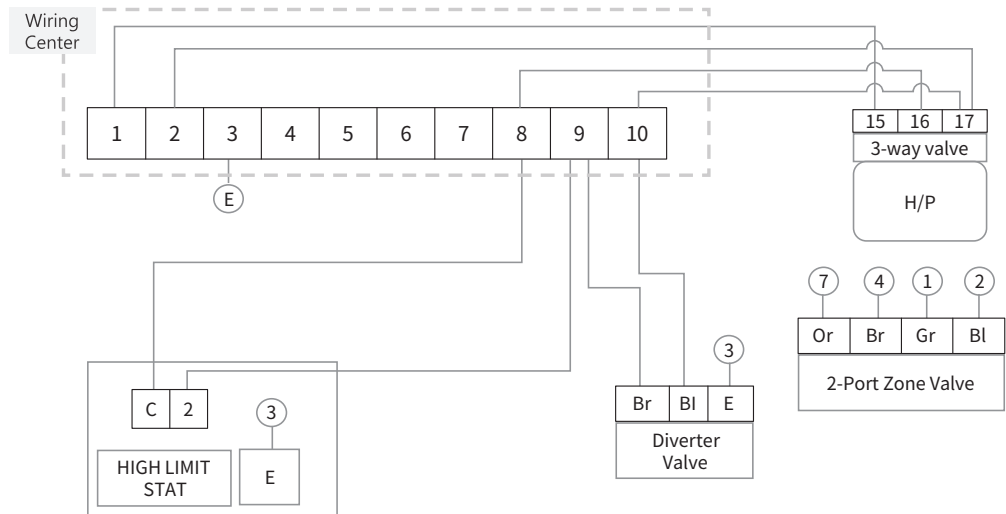 Wiring
Center
1 2 3 4 5 6 7 8 9 10
E
15 16 17
3-way valve
H/P
7 4 1 2
Or Br Gr Bl
2-Port Zone Valve
3
Br Bl E
Diverter
Valve
C 2
3
HIGH LIMIT
STAT
E